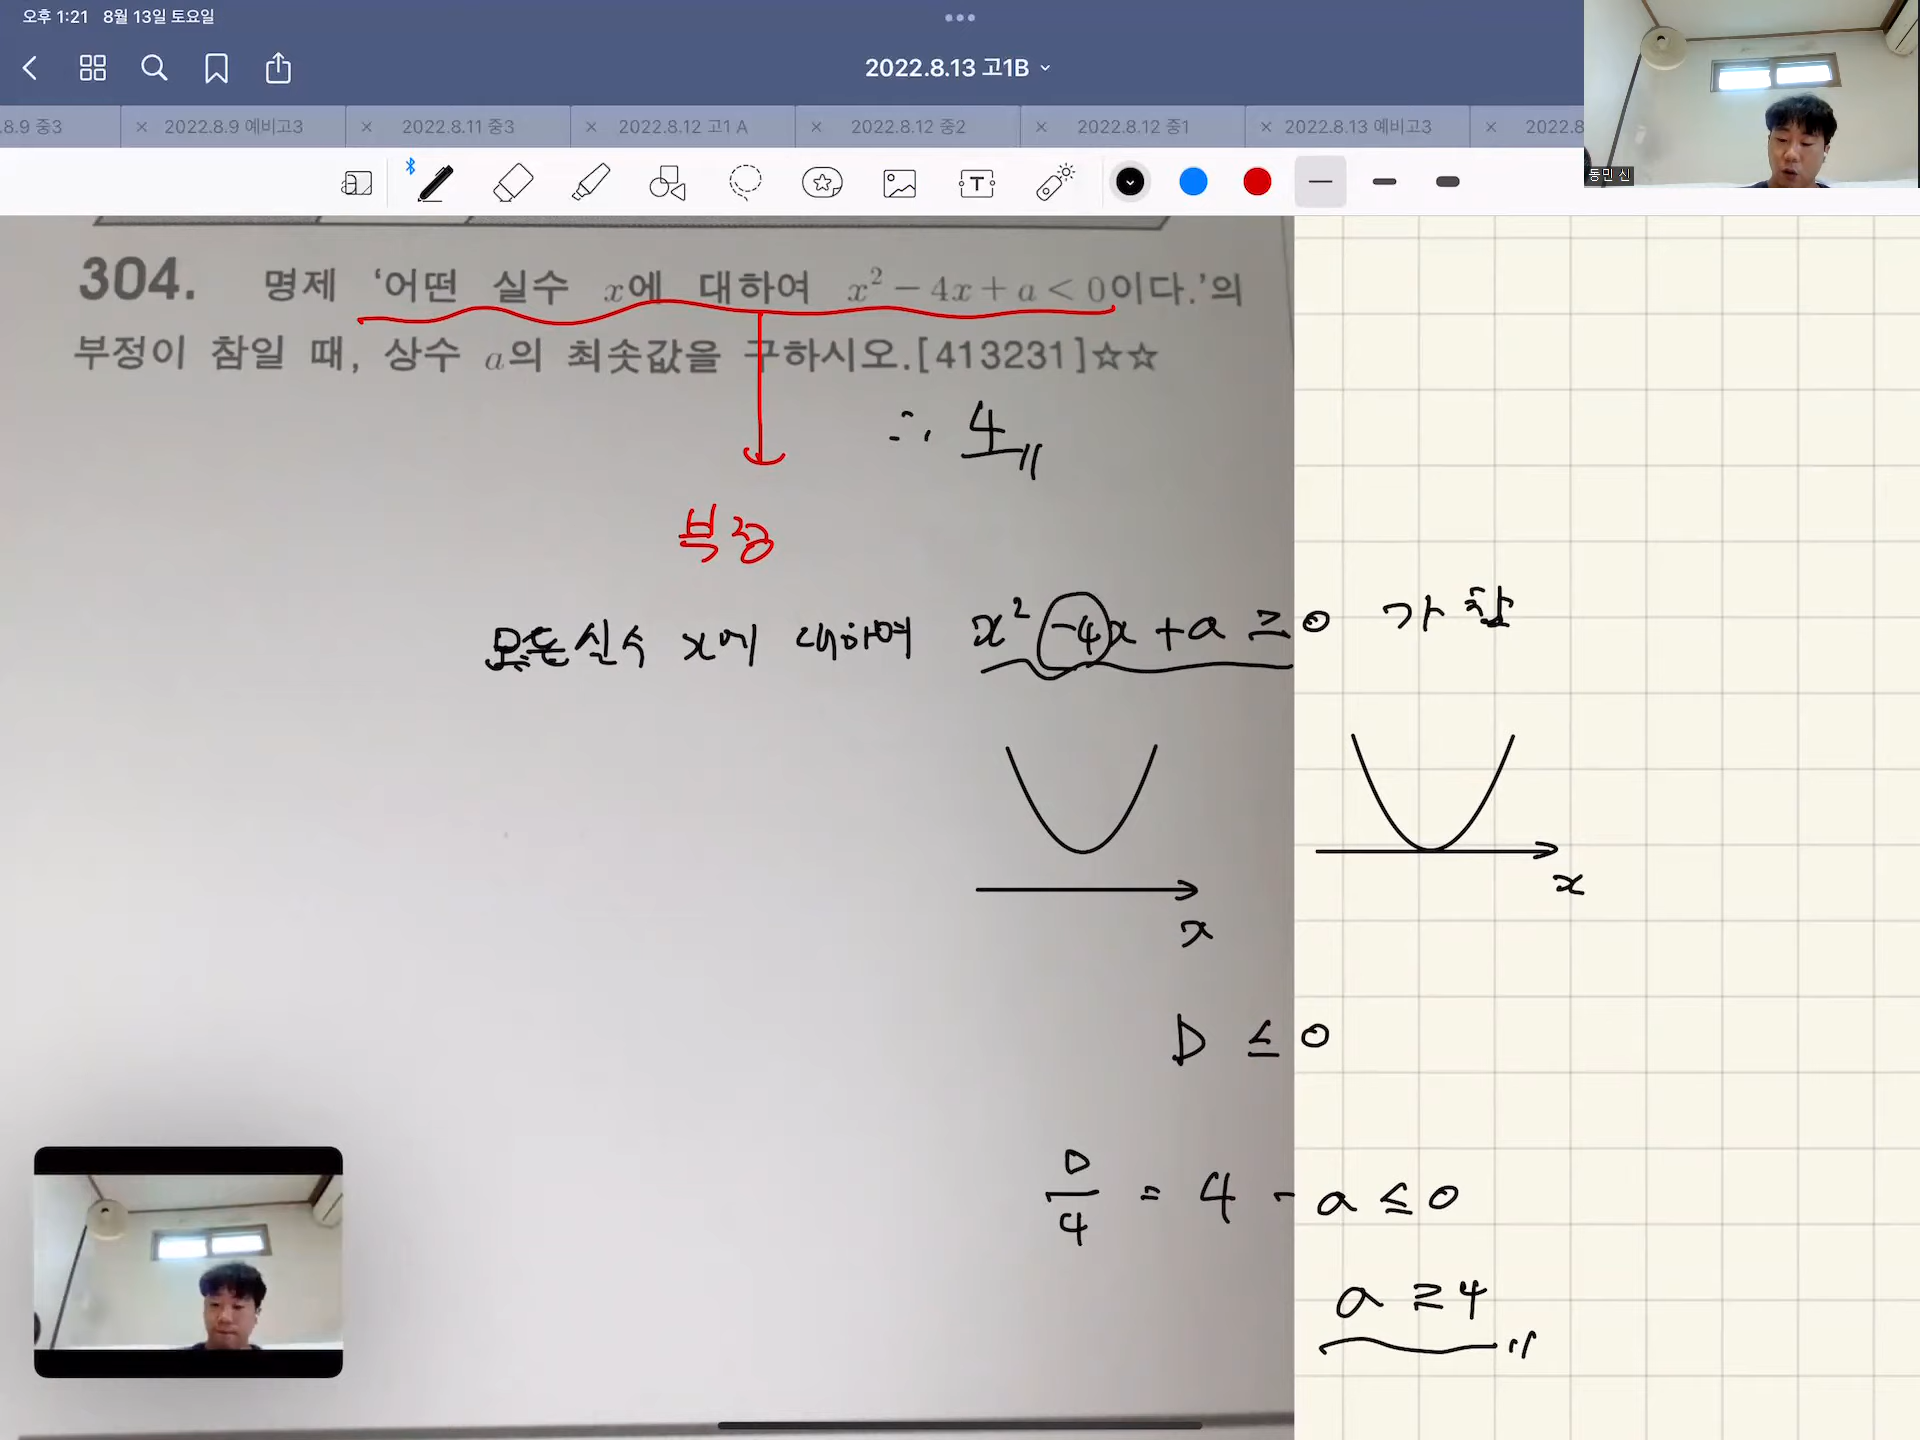 오후 1:21 8월 13일 토요일
2022.8.13 고1B
8.9 중3 × 2022.8.9 예비고3 × 2022.8.11 중3 × 2022.8.12 고1 A × 2022.8.12 중2 × 2022.8.12 중1 × 2022.8.13 예비고3 × 2022.8
동민 신
304. 명제 ‘어떤 실수 x에 대하여 x² − 4x + a < 0이다.’의
부정이 참일 때, 상수 a의 최솟값을 구하시오.[413231]☆☆
∴ 4
부정
모든 실수 x에 대하여 x² −4x + a ≥ 0 가 참
x
x
D ≤ 0
D/4 = 4 - a ≤ 0
a ≥ 4